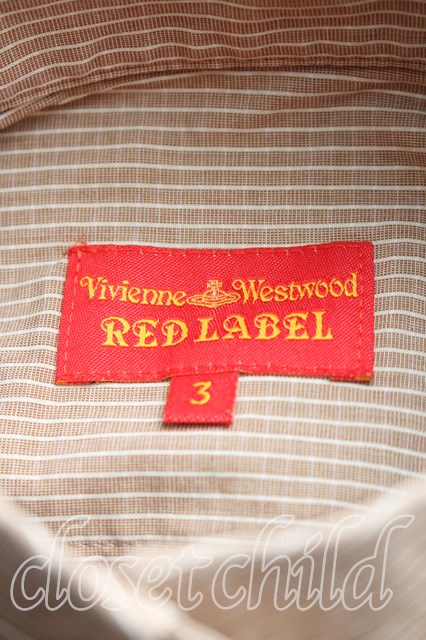 Vivienne Westwood
RED LABEL
3
closet child